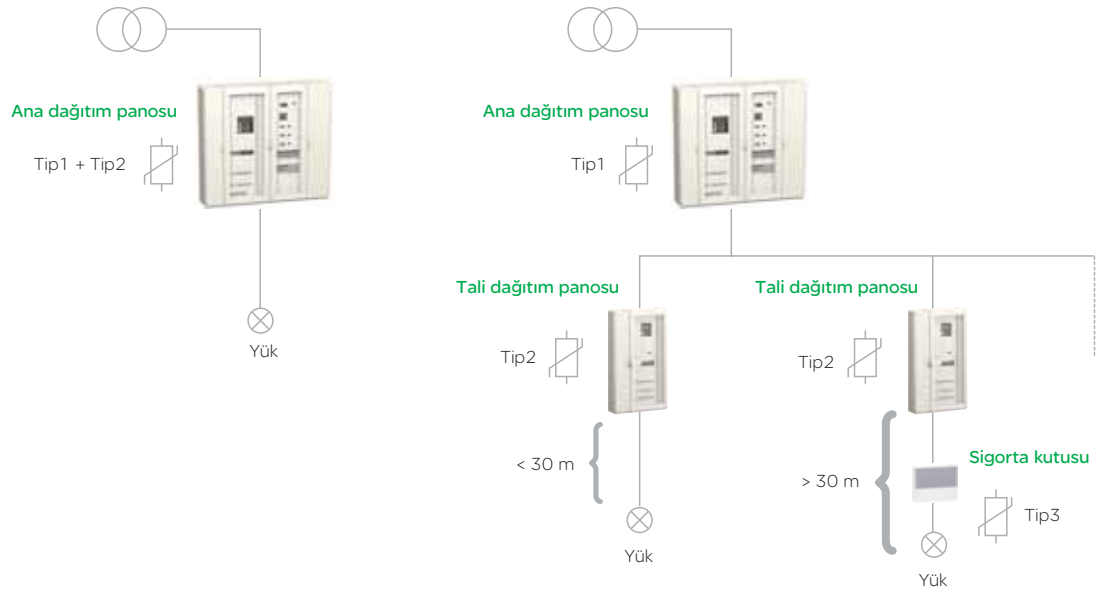 Ana dağıtım panosu
Tip1 + Tip2
Yük
Ana dağıtım panosu
Tip1
Tali dağıtım panosu
Tip2
< 30 m
Yük
Tali dağıtım panosu
Tip2
> 30 m
Sigorta kutusu
Tip3
Yük